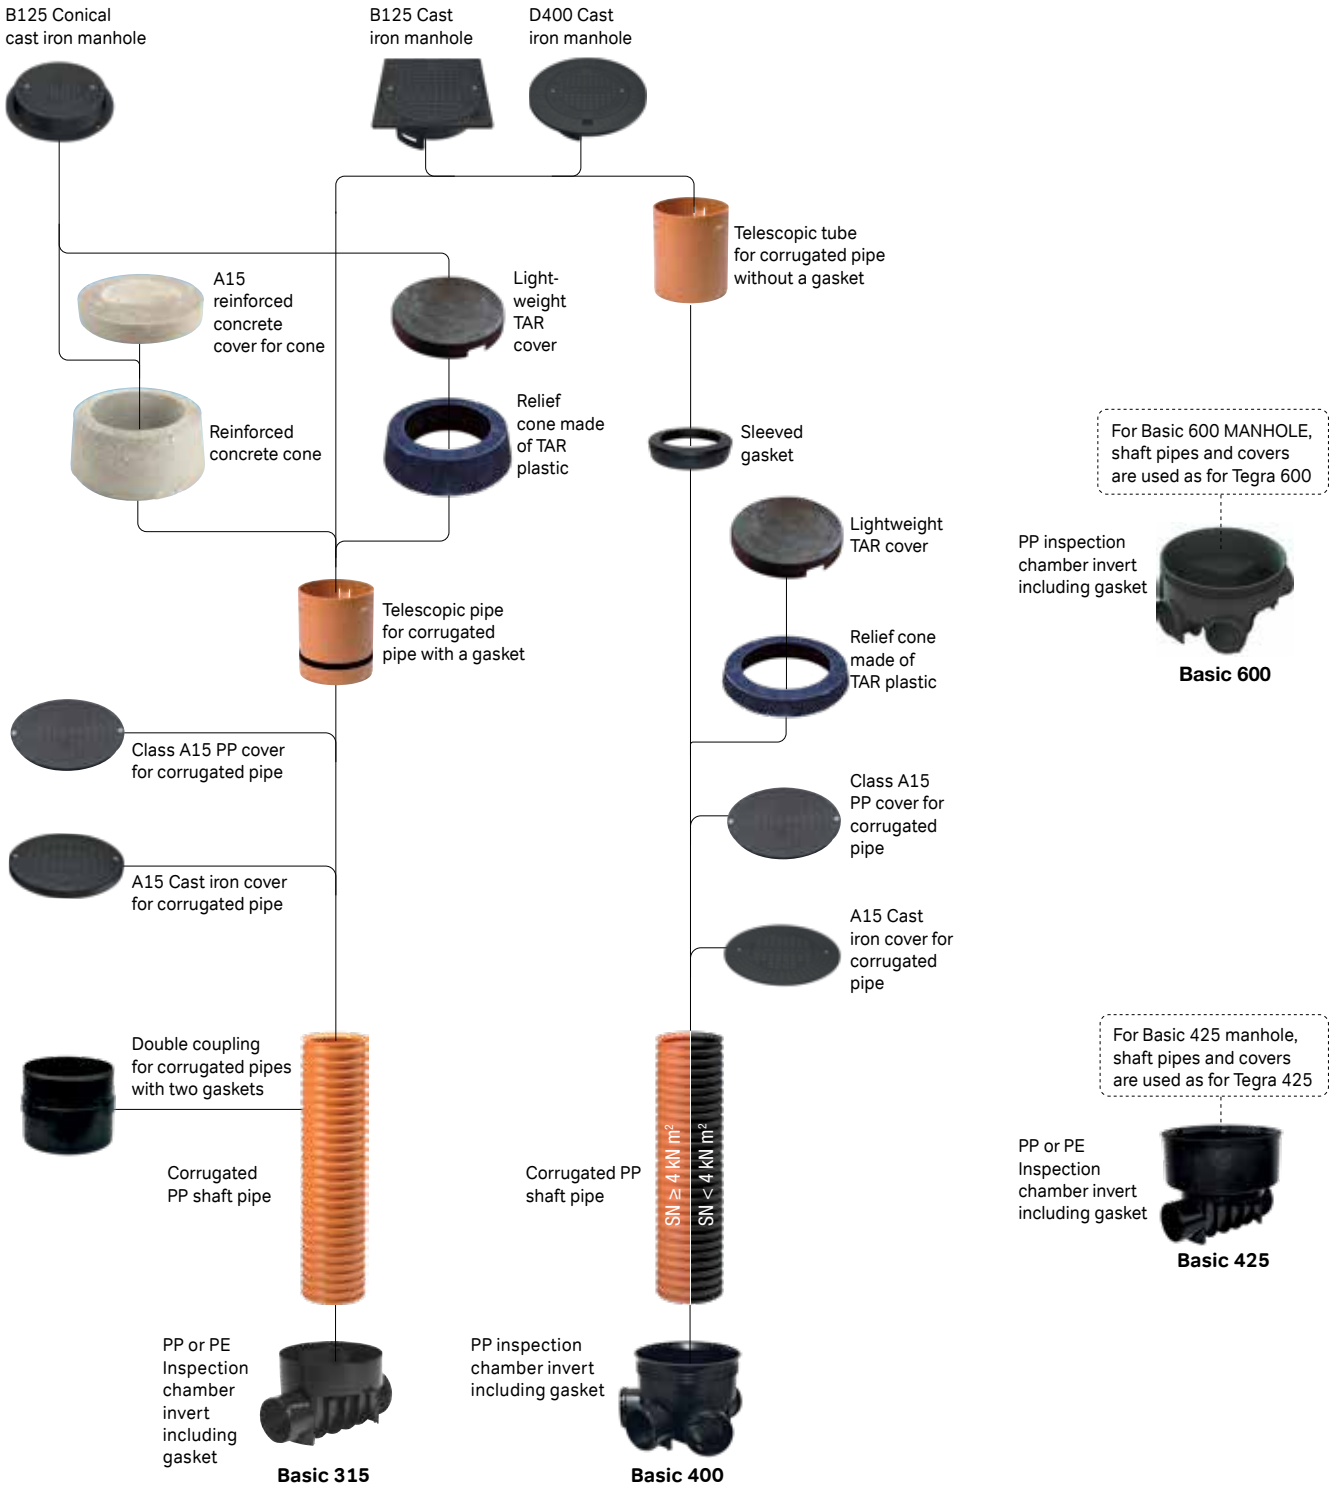 B125 Conical
cast iron manhole
B125 Cast
iron manhole
D400 Cast
iron manhole
Telescopic tube
for corrugated pipe
without a gasket
A15
reinforced
concrete
cover for cone
Light-
weight
TAR
cover
Reinforced
concrete cone
Relief
cone made
of TAR
plastic
Sleeved
gasket
For Basic 600 MANHOLE,
shaft pipes and covers
are used as for Tegra 600
Lightweight
TAR cover
PP inspection
chamber invert
including gasket
Telescopic pipe
for corrugated
pipe with a gasket
Relief cone
made of
TAR plastic
Basic 600
Class A15 PP cover
for corrugated pipe
Class A15
PP cover for
corrugated
pipe
A15 Cast iron cover
for corrugated pipe
A15 Cast
iron cover for
corrugated
pipe
Double coupling
for corrugated pipes
with two gaskets
For Basic 425 manhole,
shaft pipes and covers
are used as for Tegra 425
Corrugated
PP shaft pipe
Corrugated PP
shaft pipe
SN ≥ 4 kN m²
SN < 4 kN m²
PP or PE
Inspection
chamber invert
including gasket
Basic 425
PP or PE
Inspection
chamber
invert
including
gasket
Basic 315
PP inspection
chamber invert
including gasket
Basic 400